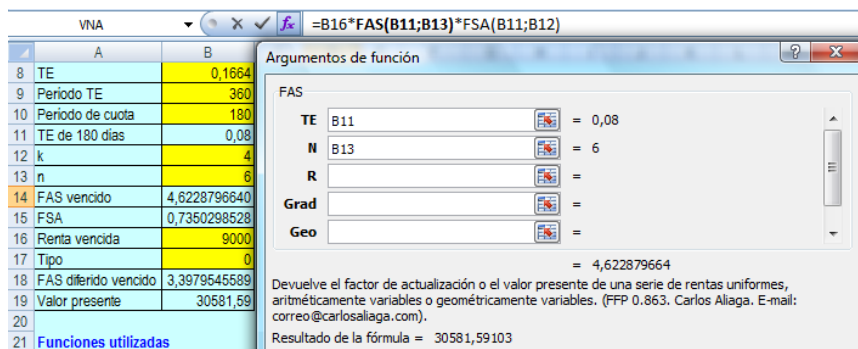 VNA =B16*FAS(B11;B13)*FSA(B11;B12)
A B
8 TE 0,1664
9 Período TE 360
10 Período de cuota 180
11 TE de 180 días 0,08
12 k 4
13 n 6
14 FAS vencido 4,6228796640
15 FSA 0,7350298528
16 Renta vencida 9000
17 Tipo 0
18 FAS diferido vencido 3,3979545589
19 Valor presente 30581,59
20
21 Funciones utilizadas
Argumentos de función
FAS
TE B11 = 0,08
N B13 = 6
R =
Grad =
Geo =
= 4,622879664
Devuelve el factor de actualización o el valor presente de una serie de rentas uniformes,
aritméticamente variables o geométricamente variables. (FFP 0.863. Carlos Aliaga. E-mail:
correo@carlosaliaga.com).
Resultado de la fórmula = 30581,59103